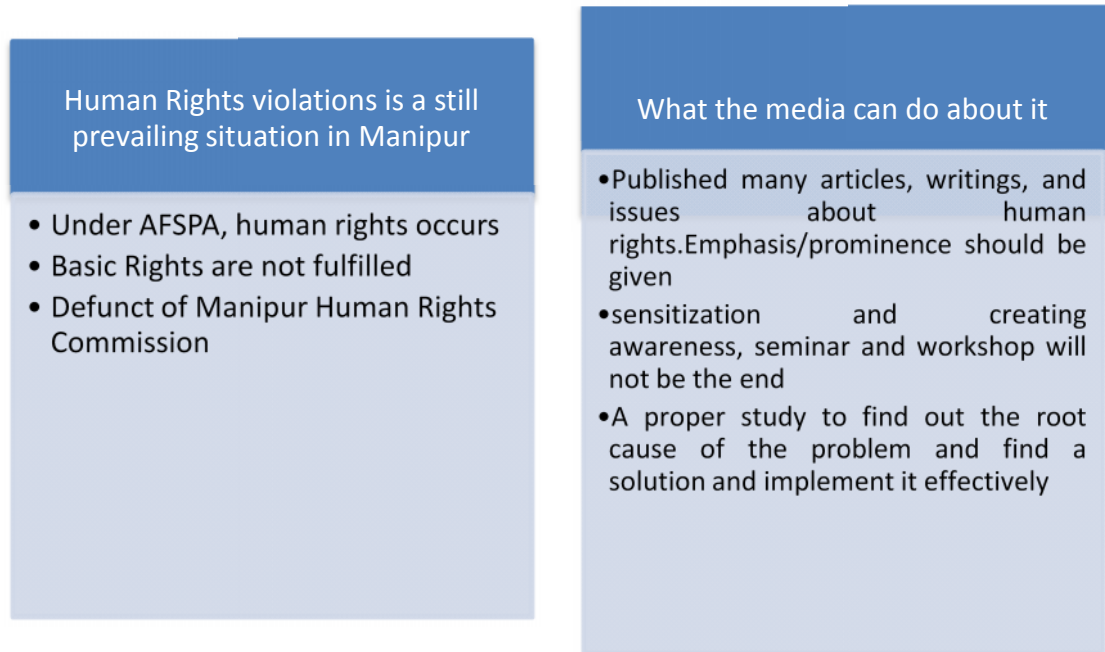 Human Rights violations is a still
prevailing situation in Manipur
• Under AFSPA, human rights occurs
• Basic Rights are not fulfilled
• Defunct of Manipur Human Rights
Commission
What the media can do about it
•Published many articles, writings, and
issues about human
rights.Emphasis/prominence should be
given
•sensitization and creating
awareness, seminar and workshop will
not be the end
•A proper study to find out the root
cause of the problem and find a
solution and implement it effectively